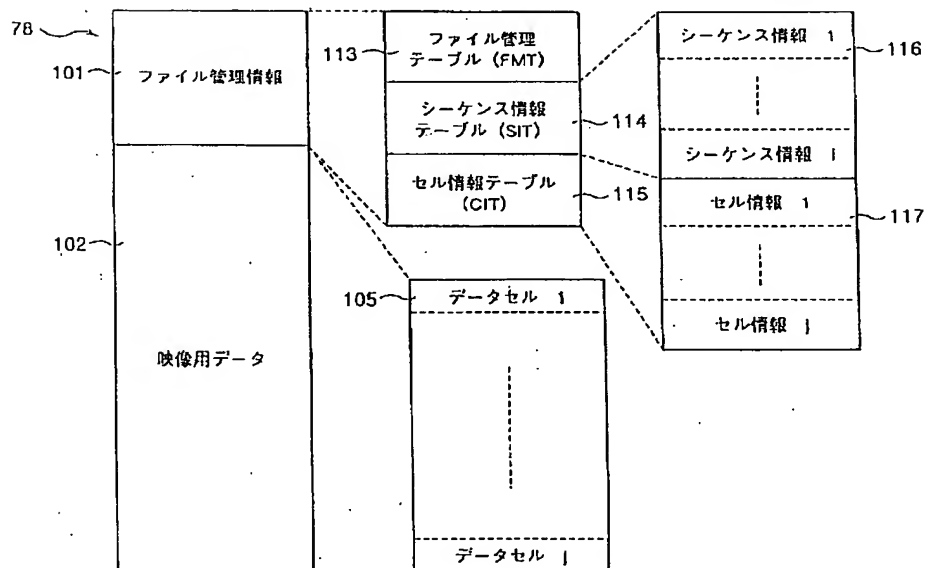 78
101
ファイル管理情報
102
映像用データ
113
ファイル管理
テーブル (FMT)
シーケンス情報
テーブル (SIT)
114
セル情報テーブル
(CIT)
115
105
データセル 1
データセル j
シーケンス情報 1
116
シーケンス情報 i
セル情報 1
117
セル情報 j